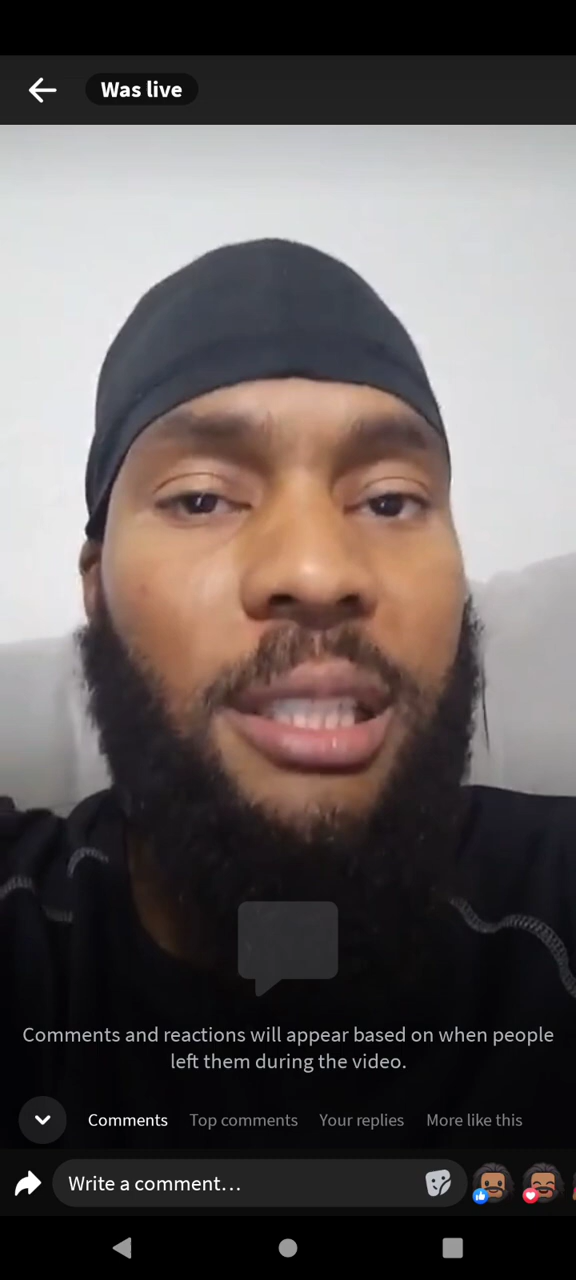 Was live
Comments and reactions will appear based on when people
left them during the video.
Comments Top comments Your replies More like this
Write a comment…